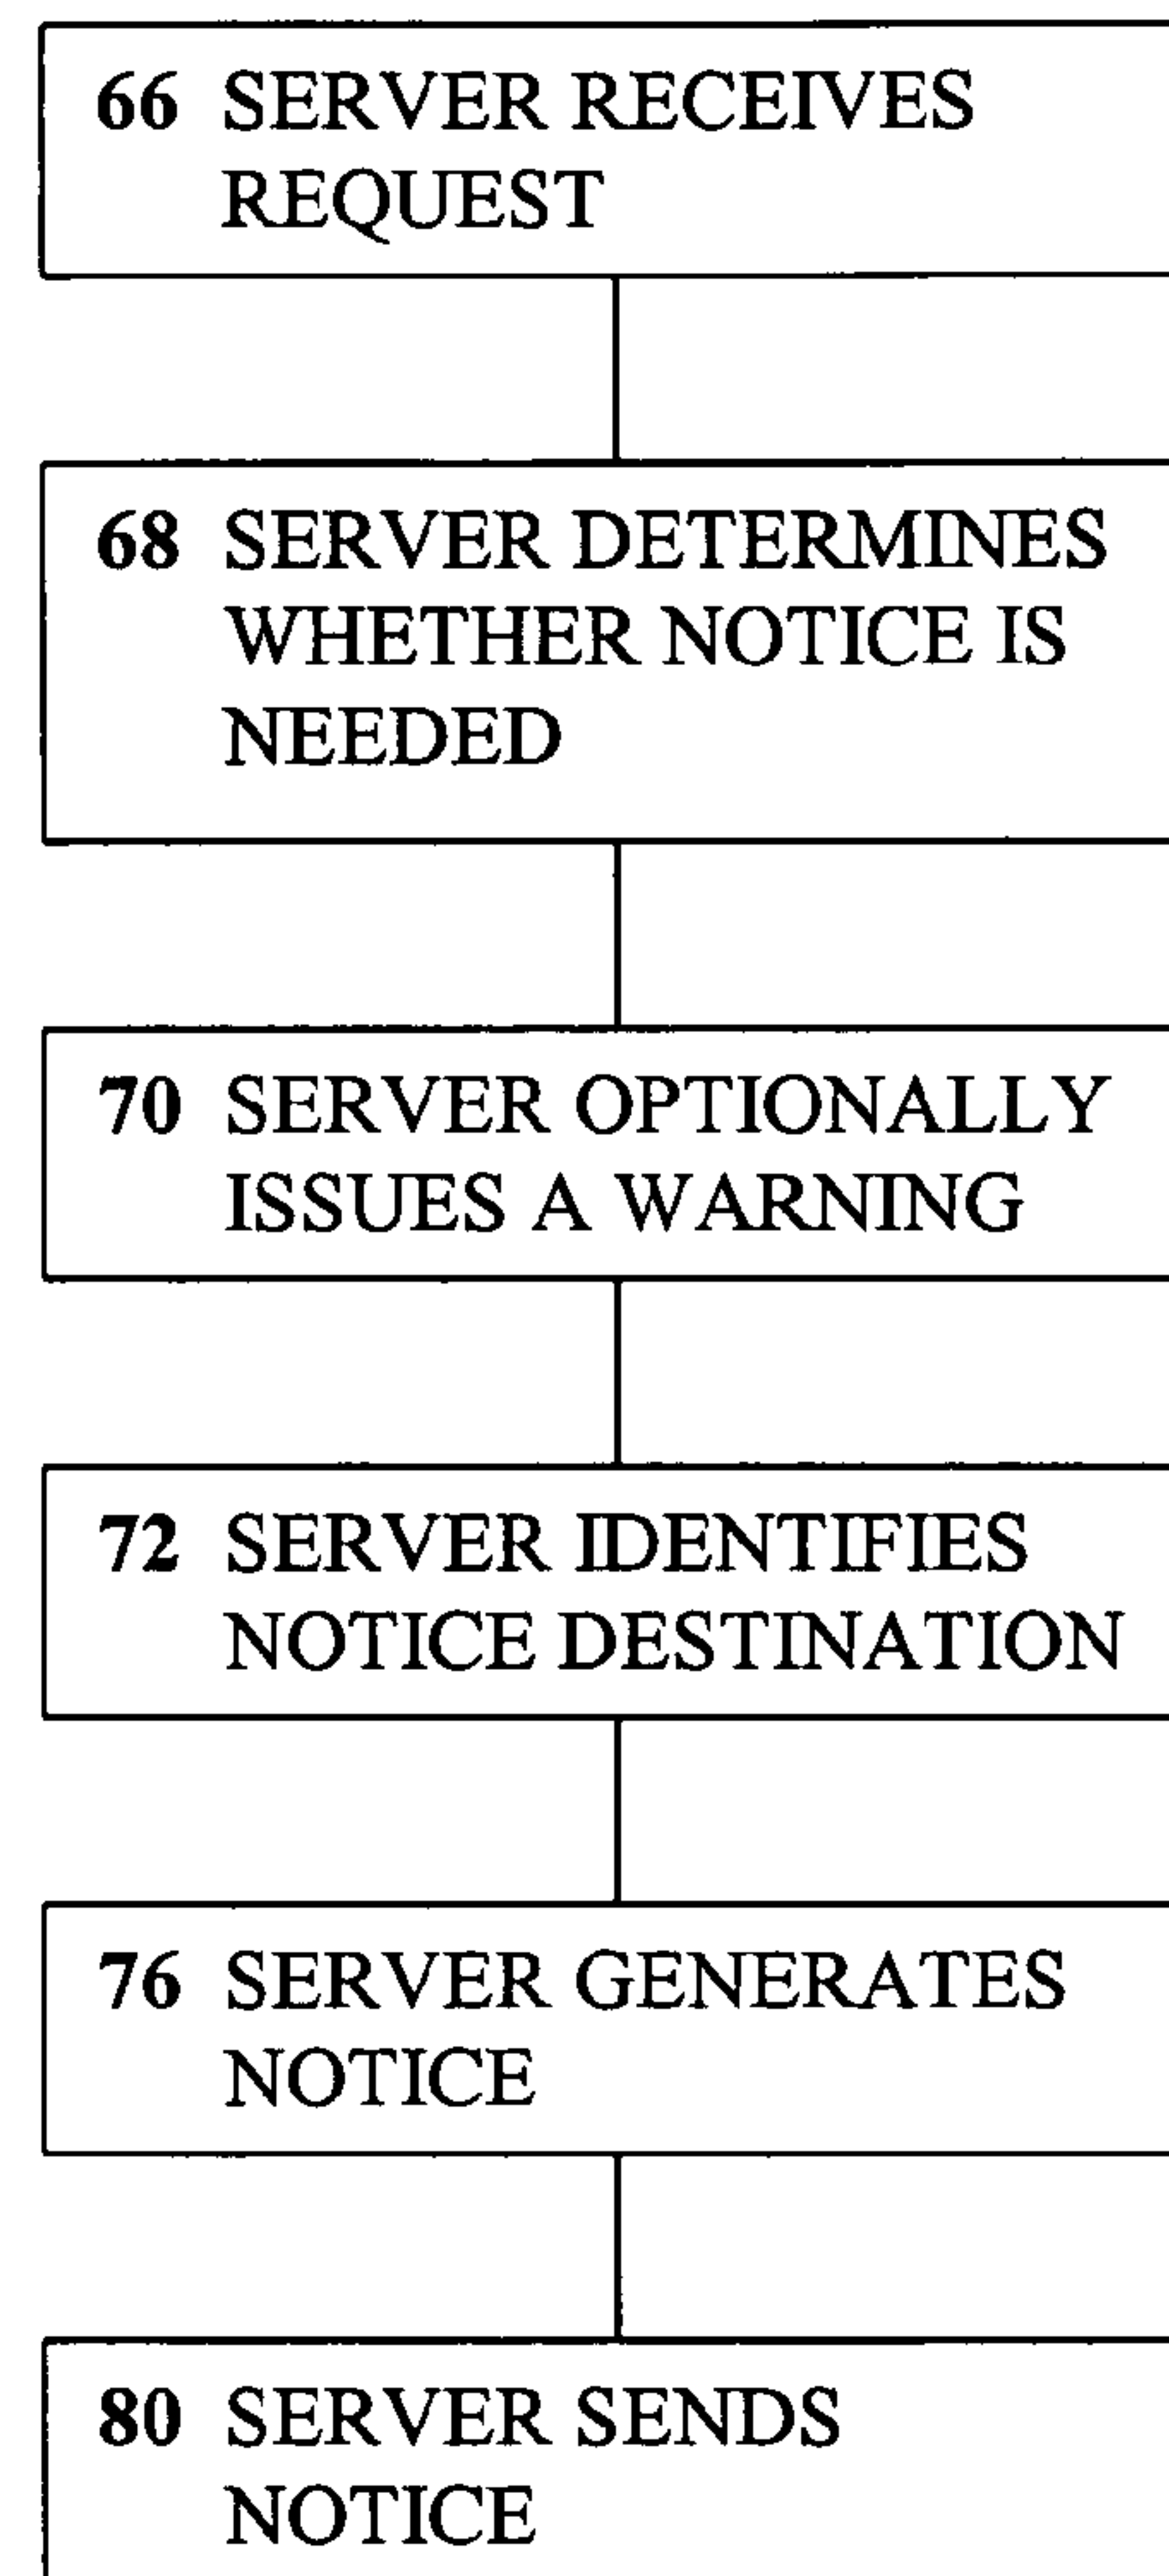 66 SERVER RECEIVES
REQUEST
68 SERVER DETERMINES
WHETHER NOTICE IS
NEEDED
70 SERVER OPTIONALLY
ISSUES A WARNING
72 SERVER IDENTIFIES
NOTICE DESTINATION
76 SERVER GENERATES
NOTICE
80 SERVER SENDS
NOTICE